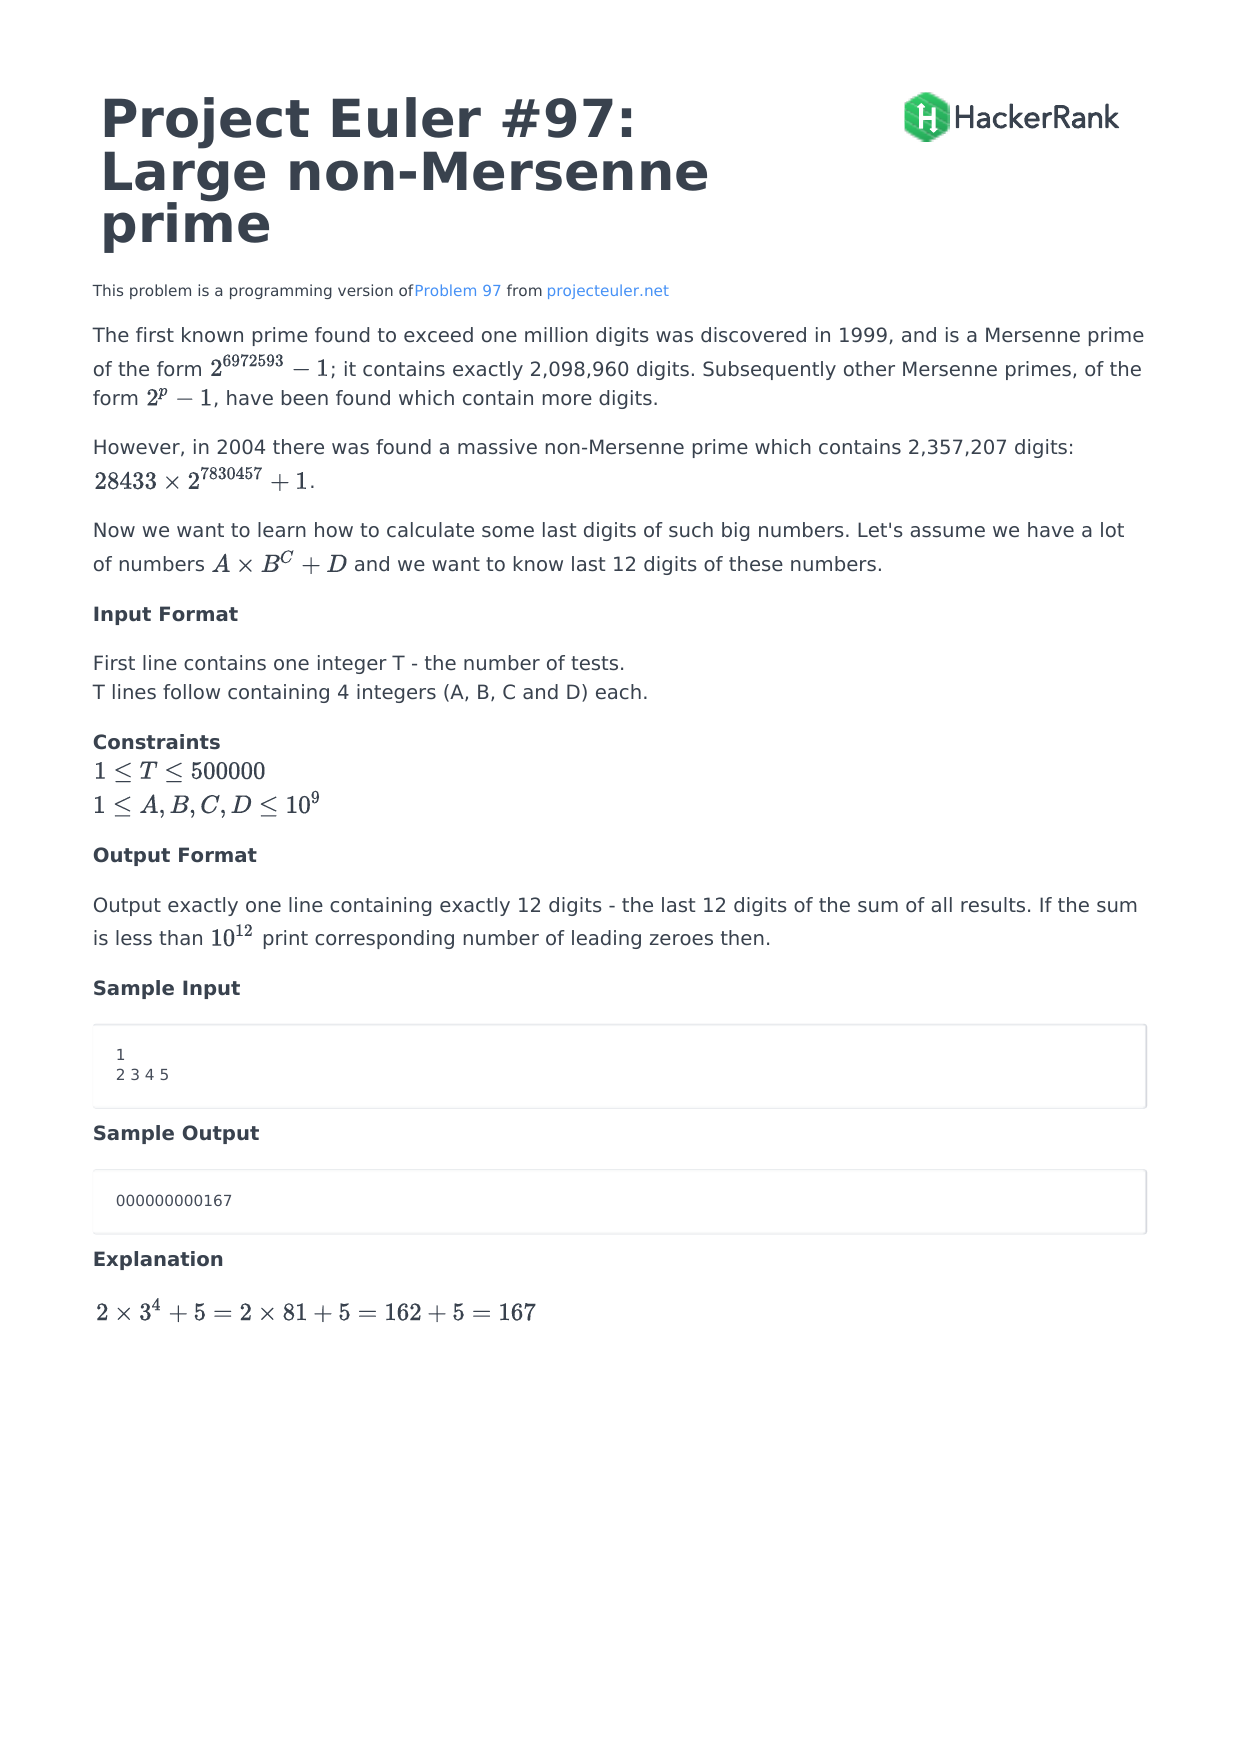 Project Euler #97:
Large non-Mersenne
prime
HackerRank
This problem is a programming version ofProblem 97 from projecteuler.net
The first known prime found to exceed one million digits was discovered in 1999, and is a Mersenne prime
of the form 2^6972593 − 1; it contains exactly 2,098,960 digits. Subsequently other Mersenne primes, of the
form 2^p − 1, have been found which contain more digits.
However, in 2004 there was found a massive non-Mersenne prime which contains 2,357,207 digits:
28433 × 2^7830457 + 1.
Now we want to learn how to calculate some last digits of such big numbers. Let's assume we have a lot
of numbers A × B^C + D and we want to know last 12 digits of these numbers.
Input Format
First line contains one integer T - the number of tests.
T lines follow containing 4 integers (A, B, C and D) each.
Constraints
1 ≤ T ≤ 500000
1 ≤ A, B, C, D ≤ 10^9
Output Format
Output exactly one line containing exactly 12 digits - the last 12 digits of the sum of all results. If the sum
is less than 10^12 print corresponding number of leading zeroes then.
Sample Input
1
2 3 4 5
Sample Output
000000000167
Explanation
2 × 3^4 + 5 = 2 × 81 + 5 = 162 + 5 = 167